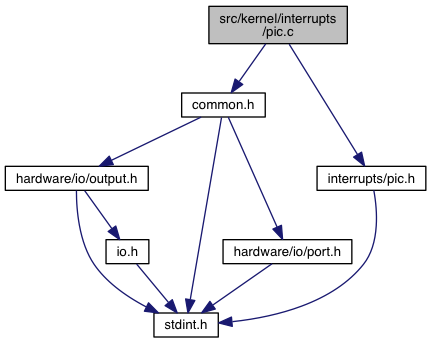 src/kernel/interrupts
/pic.c
common.h
hardware/io/output.h
interrupts/pic.h
io.h
hardware/io/port.h
stdint.h